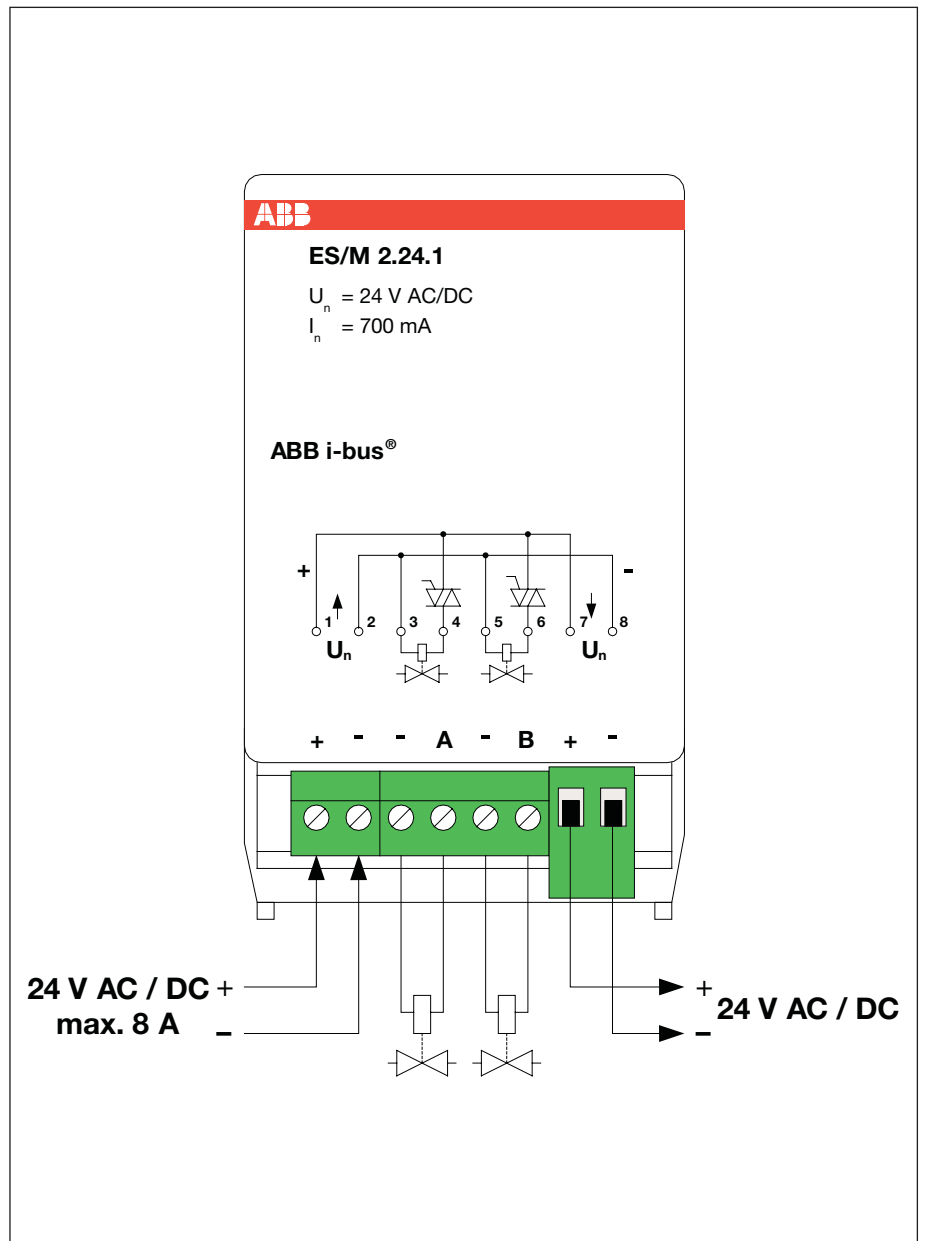 ABB
ES/M 2.24.1
Un = 24 V AC/DC
In = 700 mA
ABB i-bus®
+ -
1 2 3 4 5 6 7 8
Un Un
+ - - A - B + -
24 V AC / DC +
max. 8 A -
+
24 V AC / DC
-